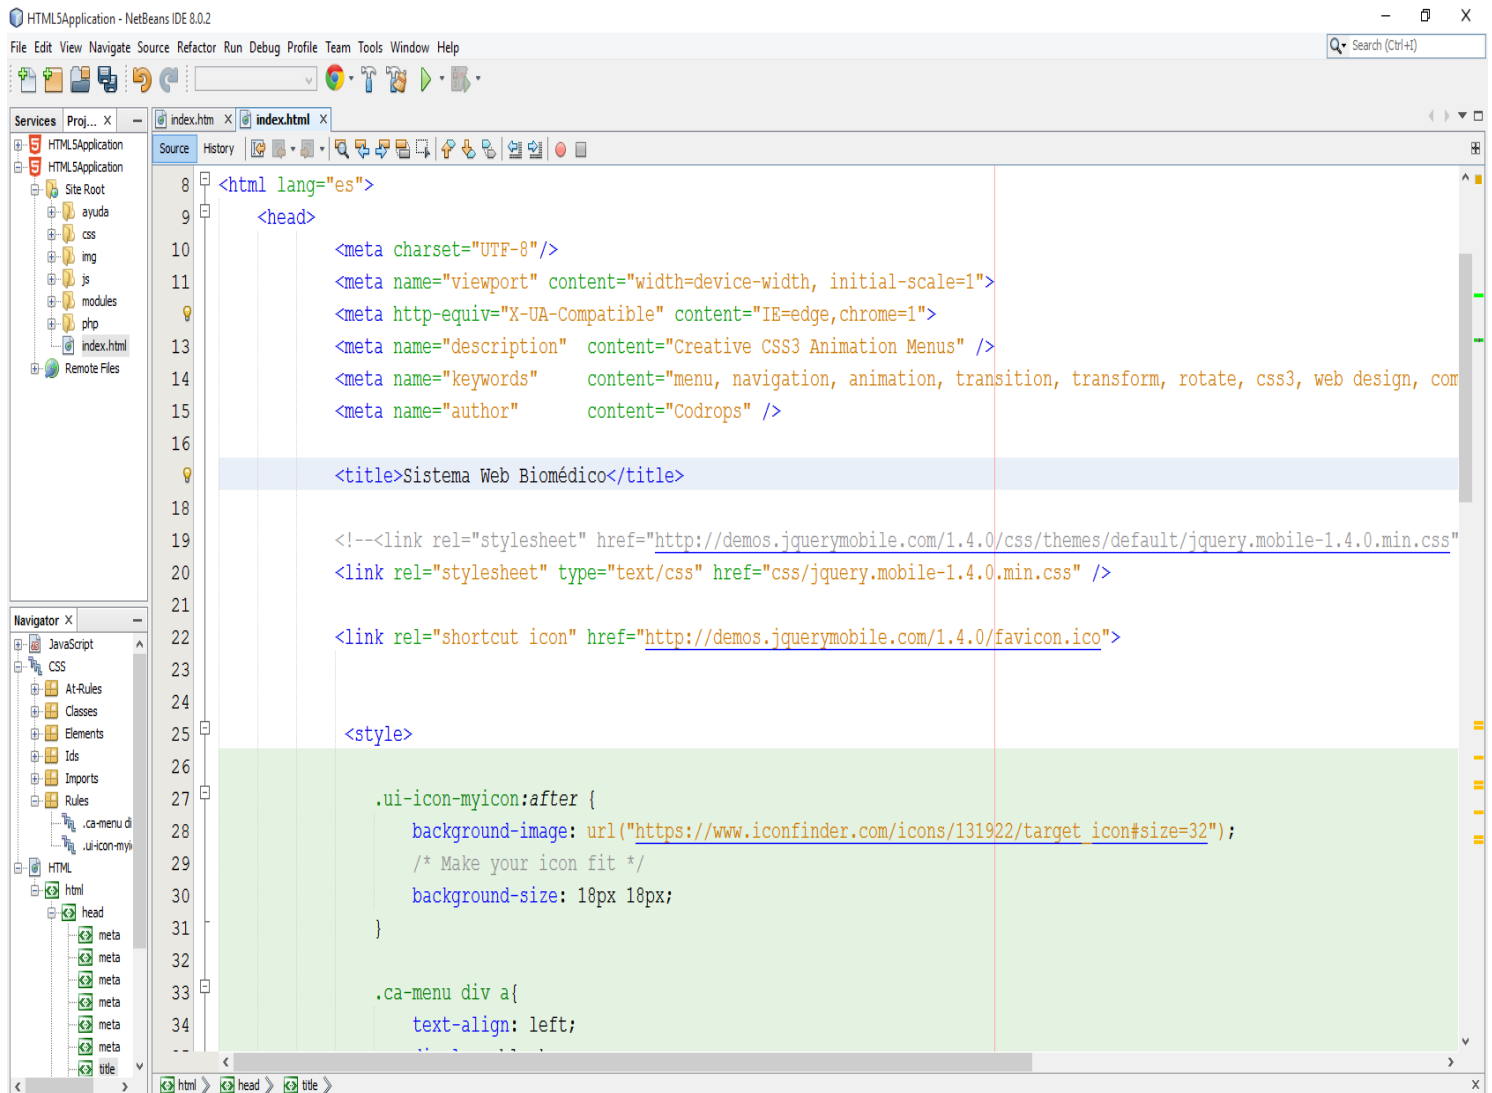 HTML5Application - NetBeans IDE 8.0.2
File Edit View Navigate Source Refactor Run Debug Profile Team Tools Window Help
Search (Ctrl+I)
Services Proj... X
index.htm X index.html X
HTML5Application
HTML5Application
Site Root
ayuda
css
img
js
modules
php
index.html
Remote Files
Source History
8 <html lang="es">
9 <head>
10 <meta charset="UTF-8"/>
11 <meta name="viewport" content="width=device-width, initial-scale=1">
<meta http-equiv="X-UA-Compatible" content="IE=edge,chrome=1">
13 <meta name="description" content="Creative CSS3 Animation Menus" />
14 <meta name="keywords" content="menu, navigation, animation, transition, transform, rotate, css3, web design, com
15 <meta name="author" content="Codrops" />
16
<title>Sistema Web Biomédico</title>
18
19 <!--<link rel="stylesheet" href="http://demos.jquerymobile.com/1.4.0/css/themes/default/jquery.mobile-1.4.0.min.css"
20 <link rel="stylesheet" type="text/css" href="css/jquery.mobile-1.4.0.min.css" />
21
22 <link rel="shortcut icon" href="http://demos.jquerymobile.com/1.4.0/favicon.ico">
23
24
25 <style>
26
27 .ui-icon-myicon:after {
28 background-image: url("https://www.iconfinder.com/icons/131922/target_icon#size=32");
29 /* Make your icon fit */
30 background-size: 18px 18px;
31 }
32
33 .ca-menu div a{
34 text-align: left;
Navigator X
JavaScript
CSS
At-Rules
Classes
Elements
Ids
Imports
Rules
.ca-menu di
.ui-icon-myi
HTML
html
head
meta
meta
meta
meta
meta
meta
title
html head title